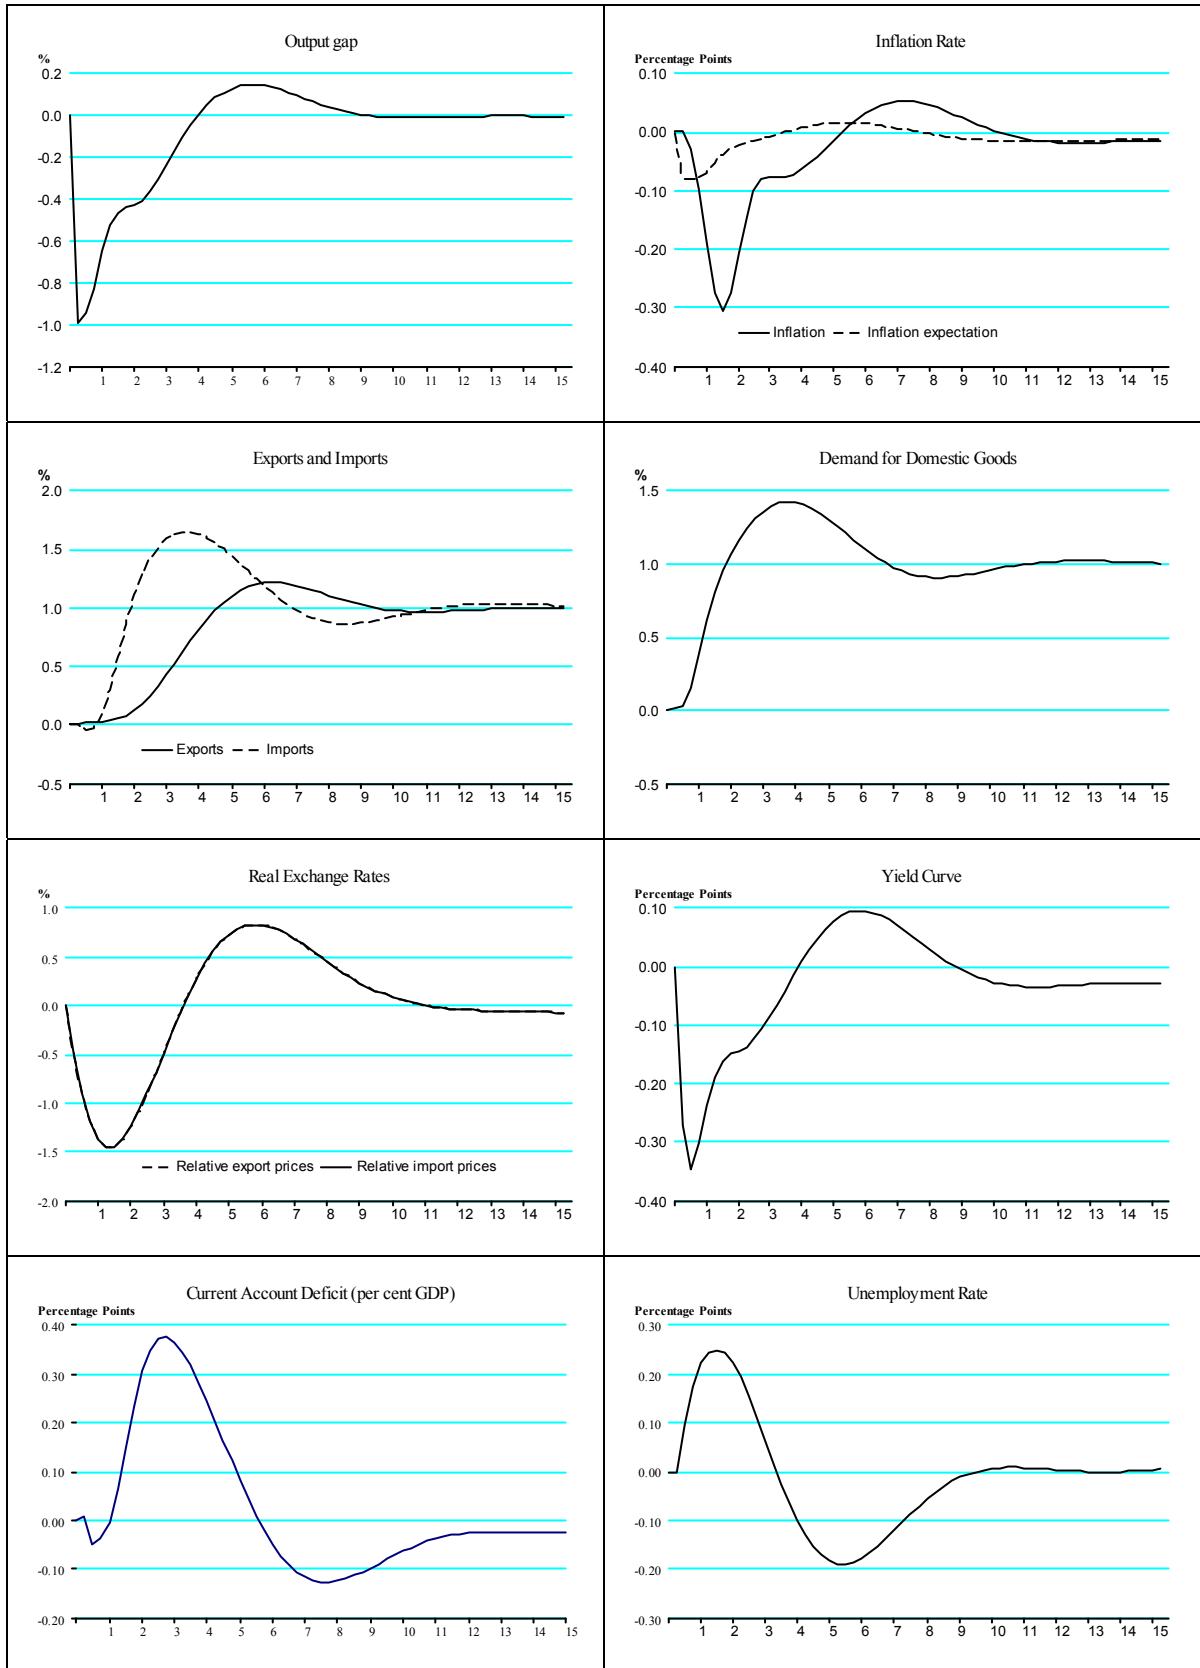 Output gap
%
0.2
0.0
-0.2
-0.4
-0.6
-0.8
-1.0
-1.2
1 2 3 4 5 6 7 8 9 10 11 12 13 14 15
Inflation Rate
Percentage Points
0.10
0.00
-0.10
-0.20
-0.30
-0.40
Inflation Inflation expectation
1 2 3 4 5 6 7 8 9 10 11 12 13 14 15
Exports and Imports
%
2.0
1.5
1.0
0.5
0.0
-0.5
Exports Imports
1 2 3 4 5 6 7 8 9 10 11 12 13 14 15
Demand for Domestic Goods
%
1.5
1.0
0.5
0.0
-0.5
1 2 3 4 5 6 7 8 9 10 11 12 13 14 15
Real Exchange Rates
%
1.0
0.5
0.0
-0.5
-1.0
-1.5
-2.0
Relative export prices Relative import prices
1 2 3 4 5 6 7 8 9 10 11 12 13 14 15
Yield Curve
Percentage Points
0.10
0.00
-0.10
-0.20
-0.30
-0.40
1 2 3 4 5 6 7 8 9 10 11 12 13 14 15
Current Account Deficit (per cent GDP)
Percentage Points
0.40
0.30
0.20
0.10
0.00
-0.10
-0.20
1 2 3 4 5 6 7 8 9 10 11 12 13 14 15
Unemployment Rate
Percentage Points
0.30
0.20
0.10
0.00
-0.10
-0.20
-0.30
1 2 3 4 5 6 7 8 9 10 11 12 13 14 15